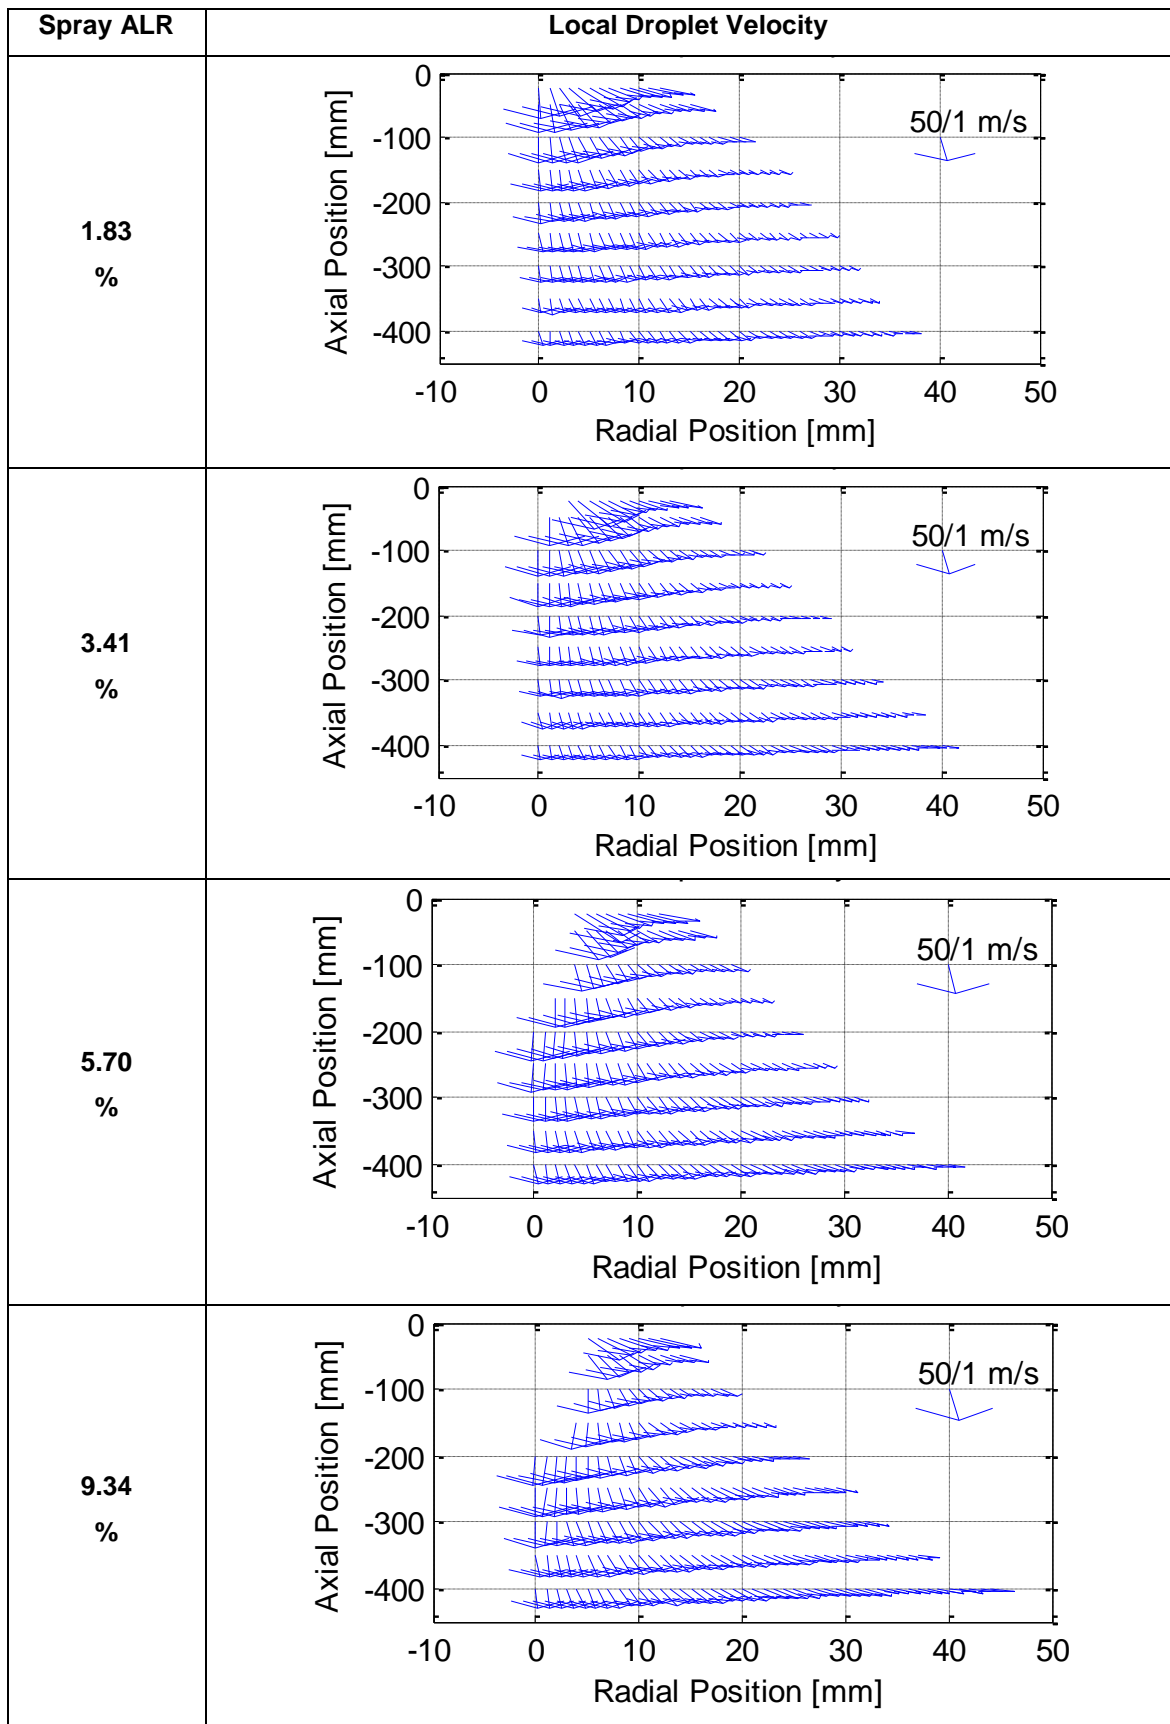 Spray ALR
Local Droplet Velocity
1.83
%
Axial Position [mm]
0
-100
-200
-300
-400
50/1 m/s
-10 0 10 20 30 40 50
Radial Position [mm]
3.41
%
Axial Position [mm]
0
-100
-200
-300
-400
50/1 m/s
-10 0 10 20 30 40 50
Radial Position [mm]
5.70
%
Axial Position [mm]
0
-100
-200
-300
-400
50/1 m/s
-10 0 10 20 30 40 50
Radial Position [mm]
9.34
%
Axial Position [mm]
0
-100
-200
-300
-400
50/1 m/s
-10 0 10 20 30 40 50
Radial Position [mm]